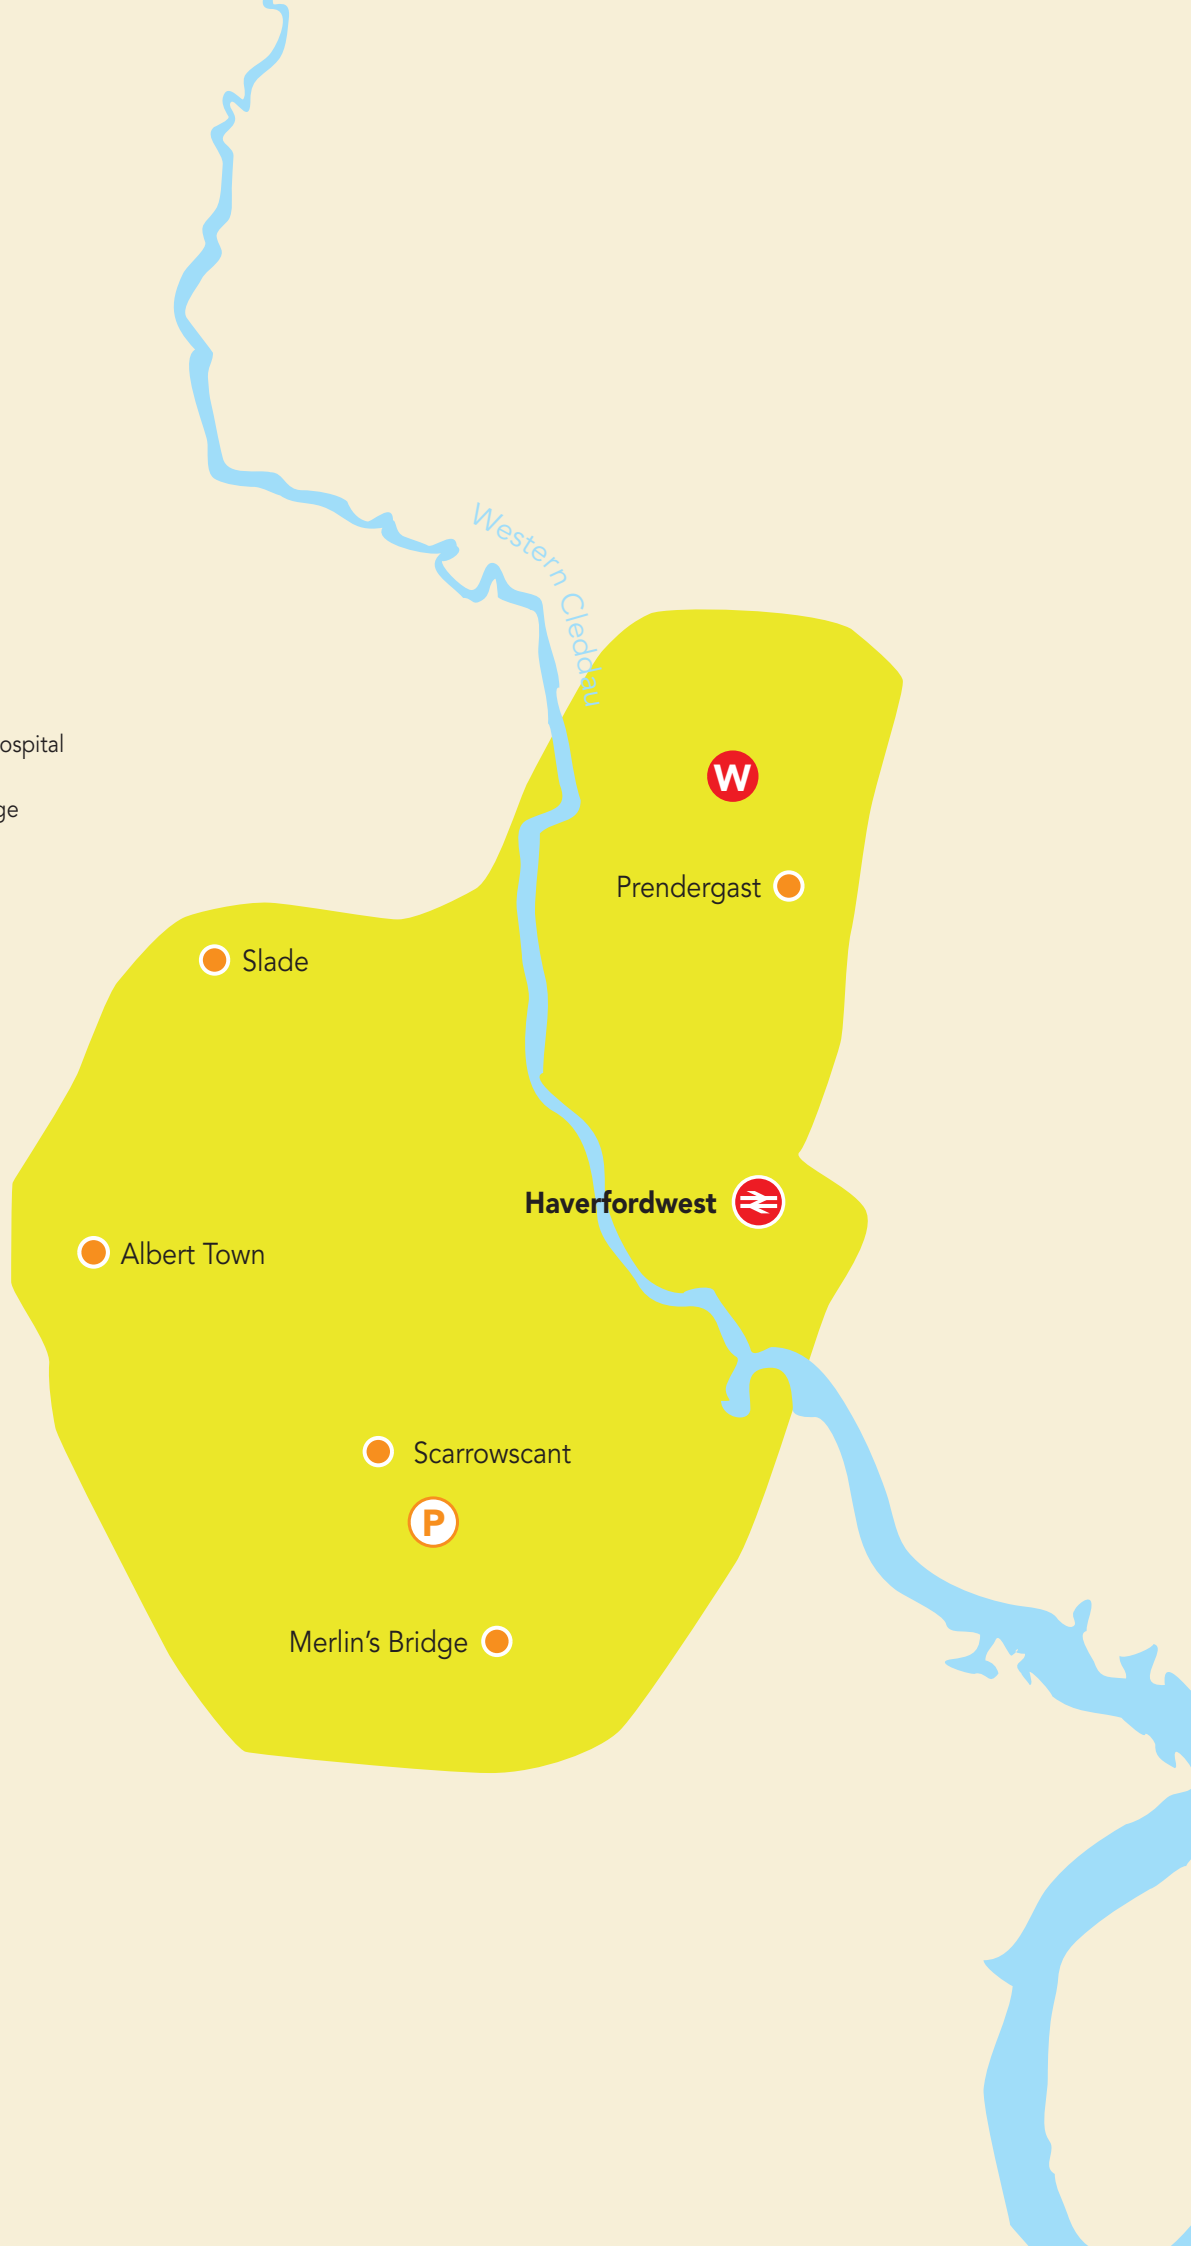 Western Cleddau
ospital
W
ge
Prendergast
Slade
Haverfordwest
Albert Town
Scarrowscant
P
Merlin's Bridge